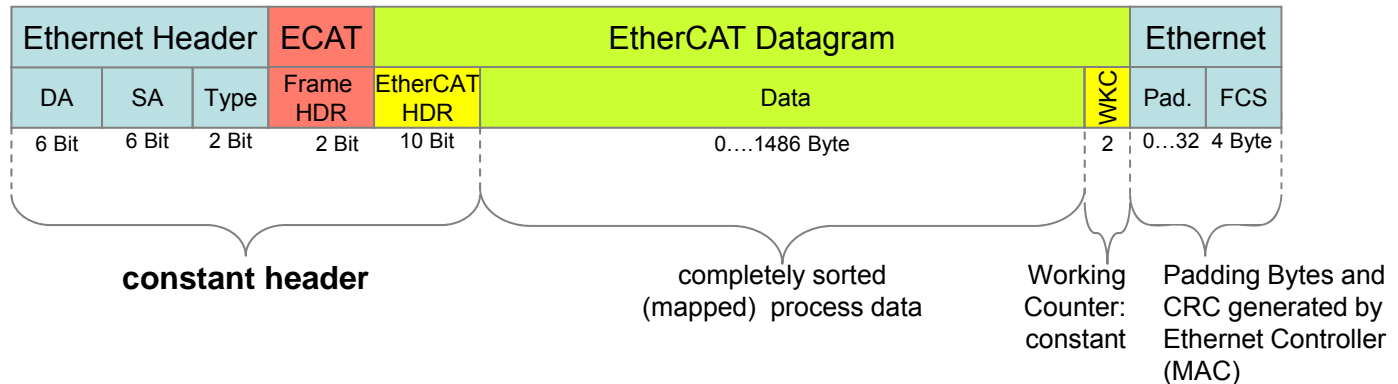 Ethernet Header ECAT EtherCAT Datagram Ethernet
DA SA Type Frame HDR EtherCAT HDR Data WKC Pad. FCS
6 Bit 6 Bit 2 Bit 2 Bit 10 Bit 0....1486 Byte 2 0...32 4 Byte
constant header
completely sorted
(mapped) process data
Working
Counter:
constant
Padding Bytes and
CRC generated by
Ethernet Controller
(MAC)